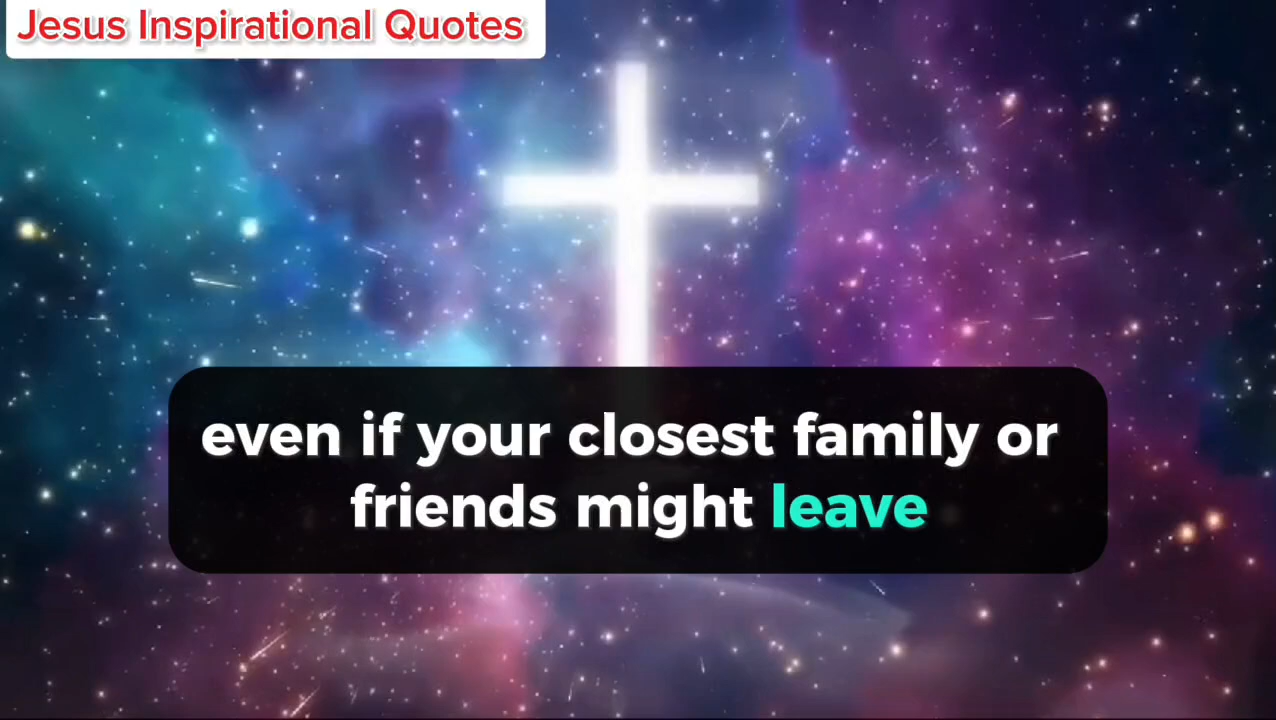 Jesus Inspirational Quotes
even if your closest family or
friends might leave